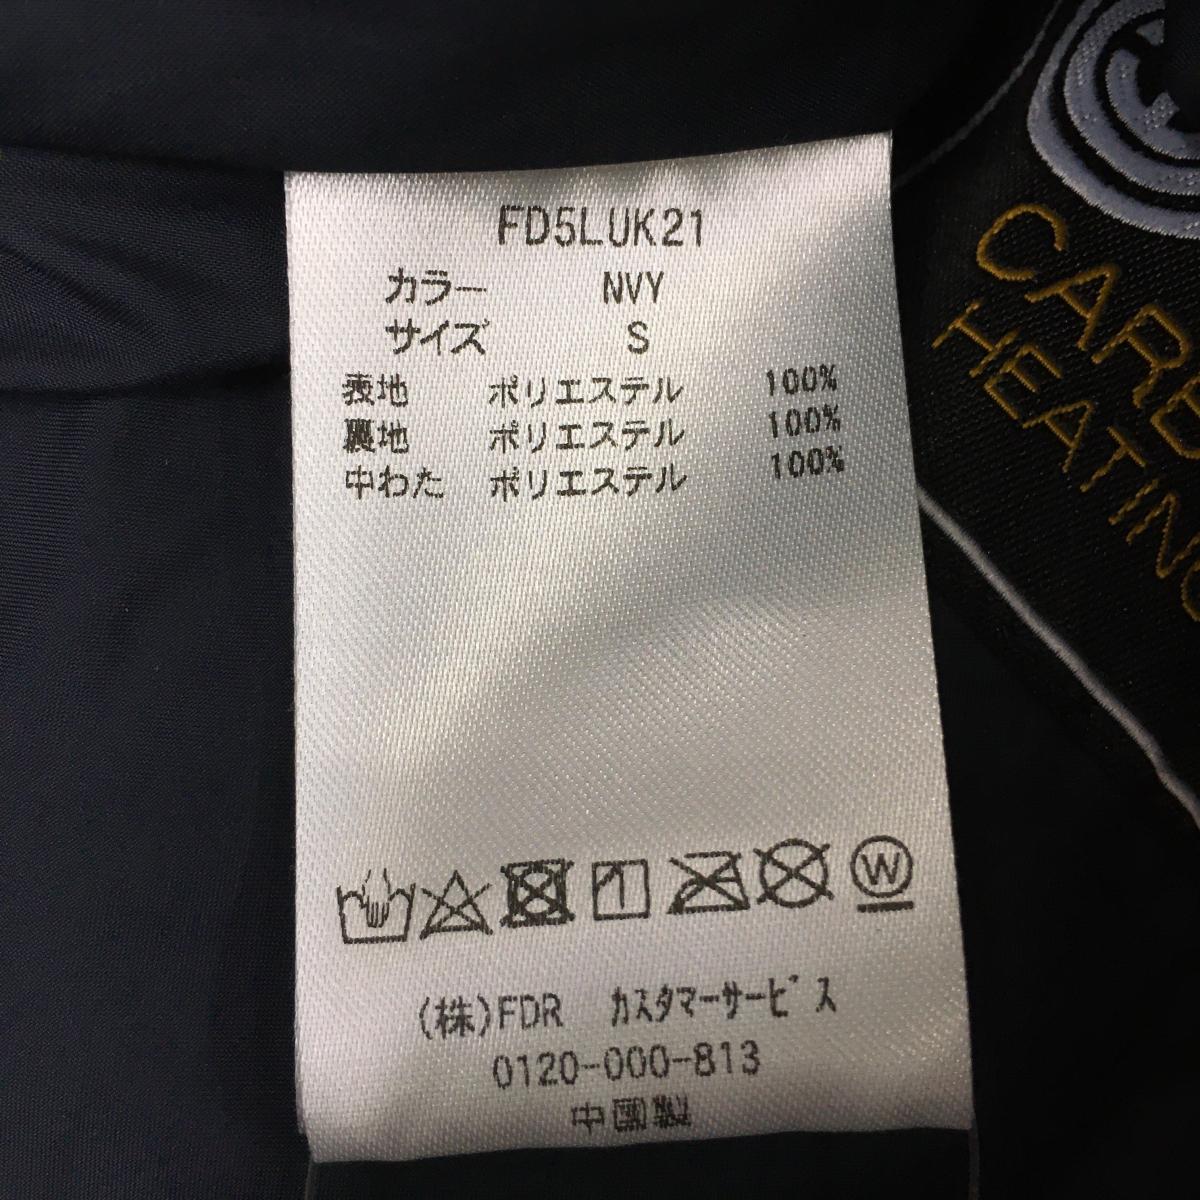 FD5LUK21
カラー NVY
サイズ S
表地 ポリエステル 100%
裏地 ポリエステル 100%
中わた ポリエステル 100%
W
(株)FDR カスタマーサービス
0120-000-813
中国製
HEATING